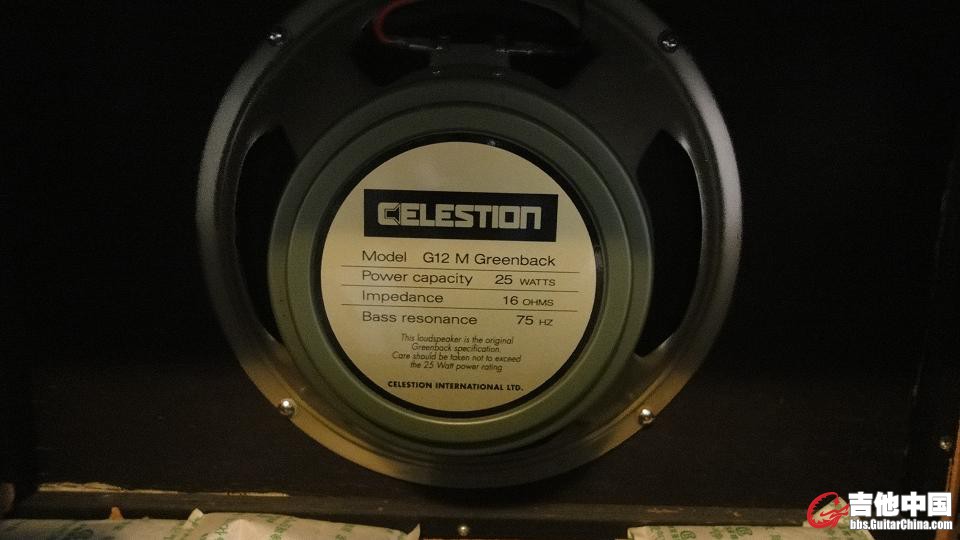 CELESTION
Model G12 M Greenback
Power capacity 25 WATTS
Impedance 16 OHMS
Bass resonance 75 HZ
This loudspeaker is the original
Greenback specification.
Care should be taken not to exceed
the 25 Watt power rating
CELESTION INTERNATIONAL LTD.
吉他中国
bbs.GuitarChina.com